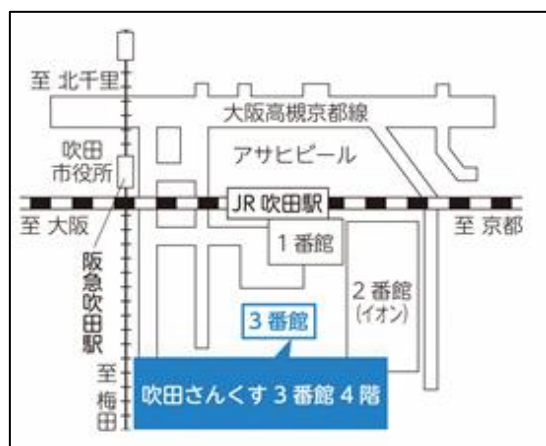 至 北千里
大阪高槻京都線
吹田
市役所
アサヒビール
JR 吹田駅
至 大阪
至 京都
阪急吹田駅
1番館
2番館
(イオン)
3番館
至 梅田
吹田さんくす3番館4階